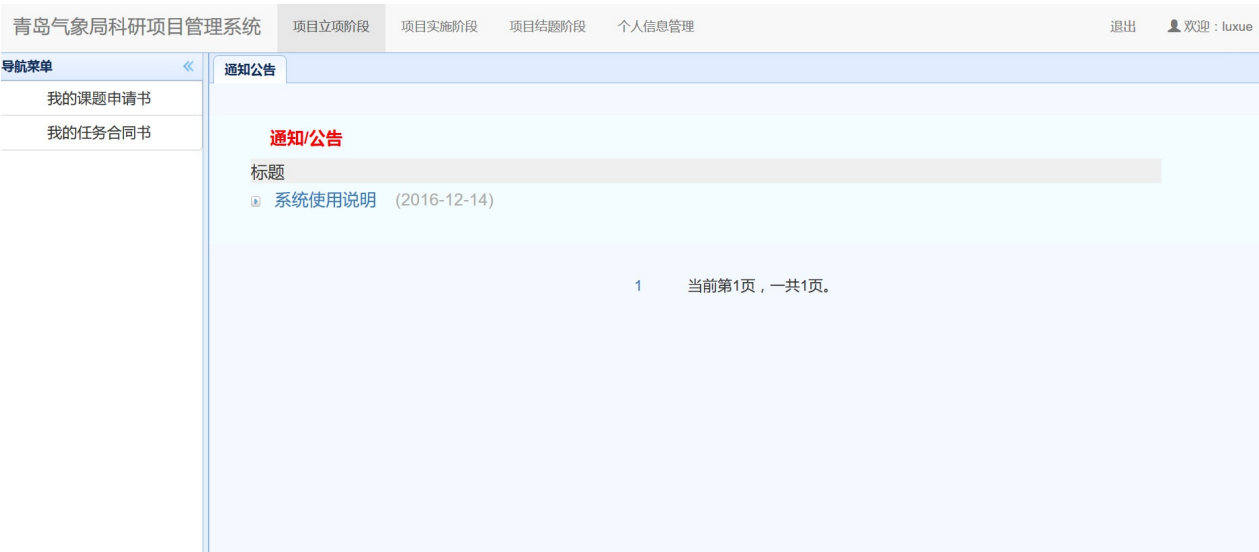 青岛气象局科研项目管理系统 项目立项阶段 项目实施阶段 项目结题阶段 个人信息管理 退出 欢迎：luxue
导航菜单
通知公告
我的课题申请书
我的任务合同书
通知/公告
标题
系统使用说明 (2016-12-14)
1 当前第1页，一共1页。